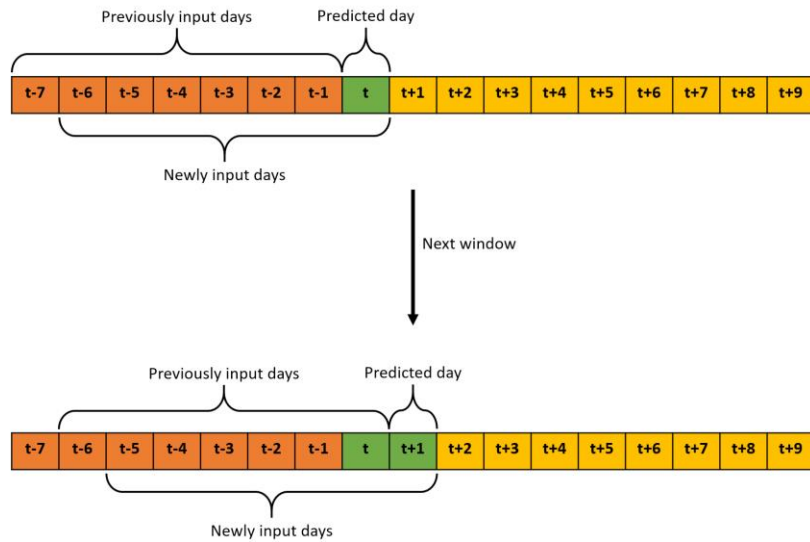 Previously input days Predicted day
t-7 t-6 t-5 t-4 t-3 t-2 t-1 t t+1 t+2 t+3 t+4 t+5 t+6 t+7 t+8 t+9
Newly input days
Next window
Previously input days Predicted day
t-7 t-6 t-5 t-4 t-3 t-2 t-1 t t+1 t+2 t+3 t+4 t+5 t+6 t+7 t+8 t+9
Newly input days